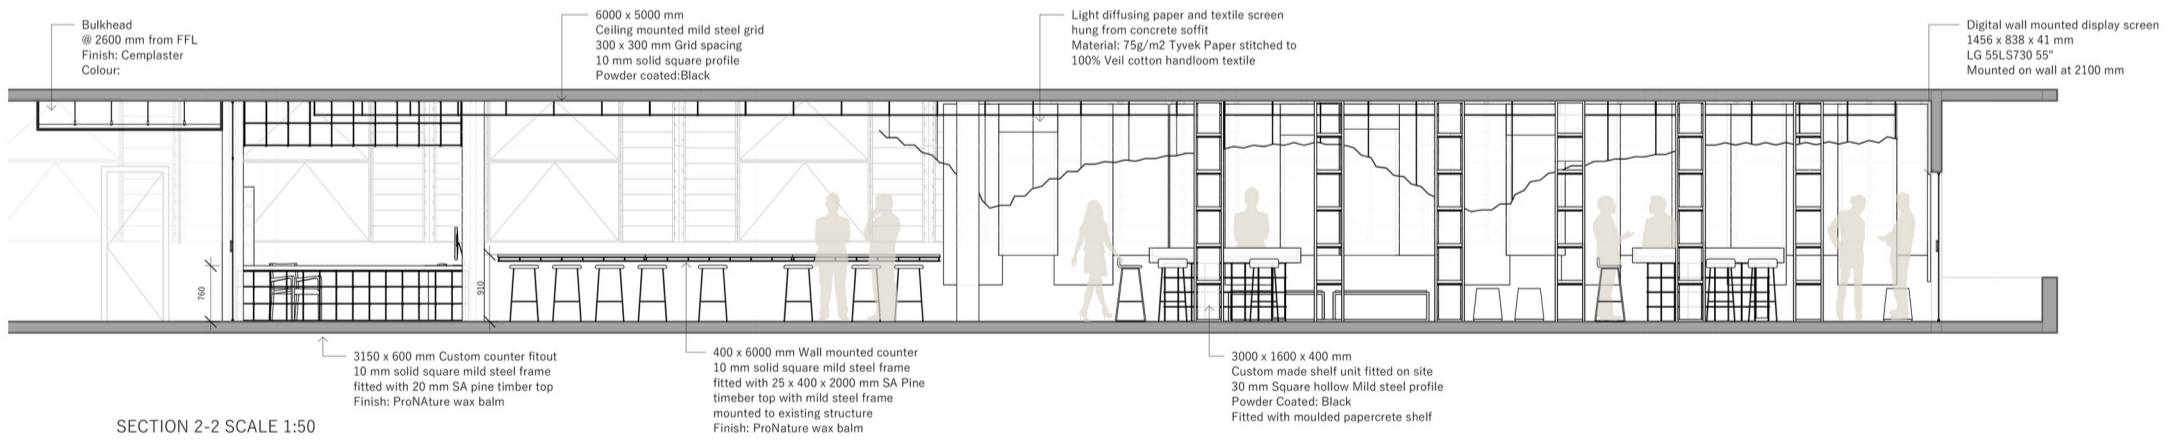 Bulkhead
@ 2600 mm from FFL
Finish: Cemplaster
Colour:
6000 x 5000 mm
Ceiling mounted mild steel grid
300 x 300 mm Grid spacing
10 mm solid square profile
Powder coated:Black
Light diffusing paper and textile screen
hung from concrete soffit
Material: 75g/m2 Tyvek Paper stitched to
100% Veil cotton handloom textile
Digital wall mounted display screen
1456 x 838 x 41 mm
LG 55LS730 55"
Mounted on wall at 2100 mm
760
910
3150 x 600 mm Custom counter fitout
10 mm solid square mild steel frame
fitted with 20 mm SA pine timber top
Finish: ProNAture wax balm
400 x 6000 mm Wall mounted counter
10 mm solid square mild steel frame
fitted with 25 x 400 x 2000 mm SA Pine
timeber top with mild steel frame
mounted to existing structure
Finish: ProNature wax balm
3000 x 1600 x 400 mm
Custom made shelf unit fitted on site
30 mm Square hollow Mild steel profile
Powder Coated: Black
Fitted with moulded papercrete shelf
SECTION 2-2 SCALE 1:50